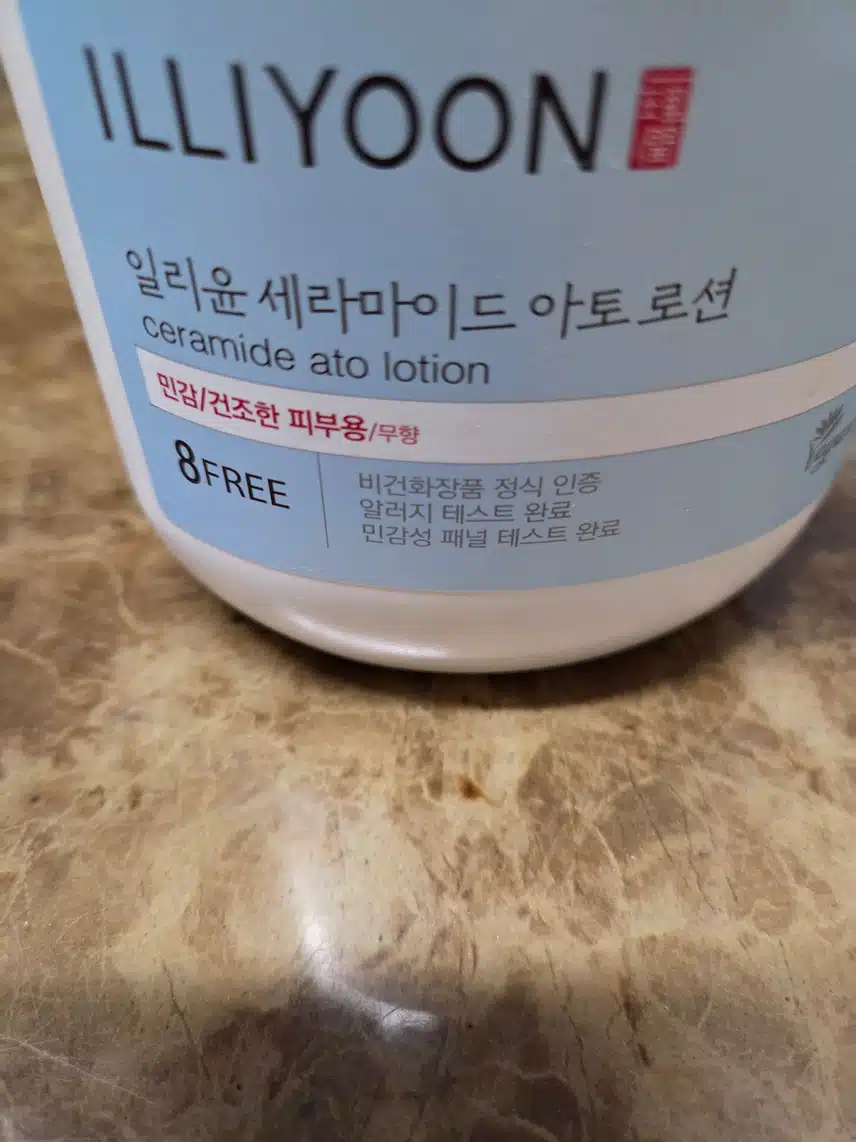 ILLIYOON
일리윤 세라마이드 아토 로션
ceramide ato lotion
민감/건조한 피부용/무향
8FREE
비건화장품 정식 인증
알러지 테스트 완료
민감성 패널 테스트 완료